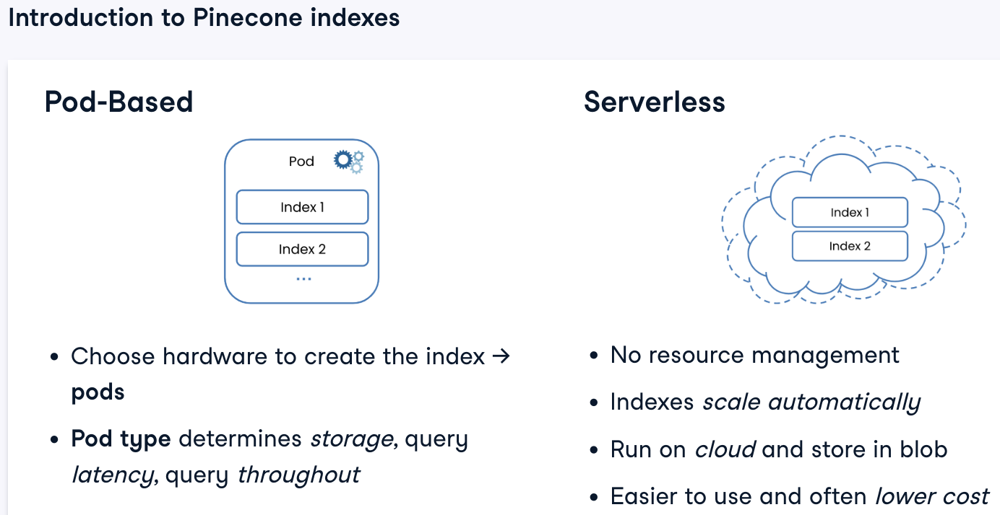 Introduction to Pinecone indexes
Pod-Based
Pod
Index 1
Index 2
...
• Choose hardware to create the index →
pods
• Pod type determines storage, query
latency, query throughout
Serverless
Index 1
Index 2
• No resource management
• Indexes scale automatically
• Run on cloud and store in blob
• Easier to use and often lower cost